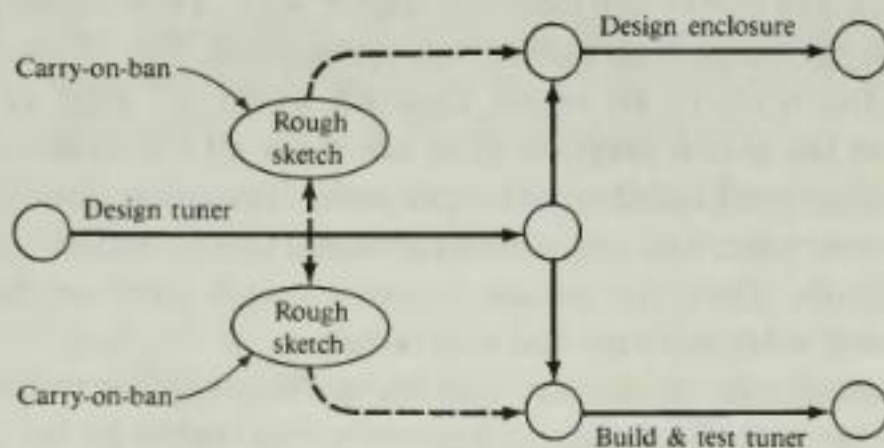 Design enclosure
Carry-on-ban
Rough
sketch
Design tuner
Rough
sketch
Carry-on-ban
Build & test tuner